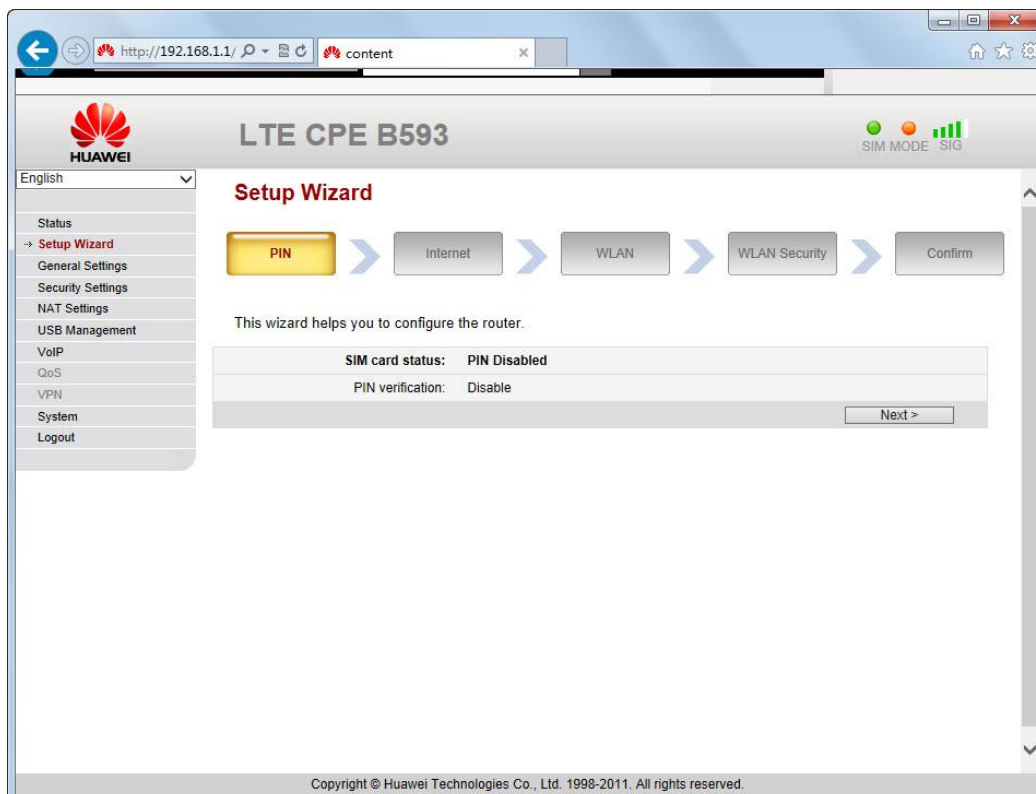 http://192.168.1.1/
content
HUAWEI
LTE CPE B593
SIM MODE SIG
English
Setup Wizard
Status
Setup Wizard
General Settings
Security Settings
NAT Settings
USB Management
VoIP
QoS
VPN
System
Logout
PIN
Internet
WLAN
WLAN Security
Confirm
This wizard helps you to configure the router.
SIM card status: PIN Disabled
PIN verification: Disable
Next >
Copyright © Huawei Technologies Co., Ltd. 1998-2011. All rights reserved.